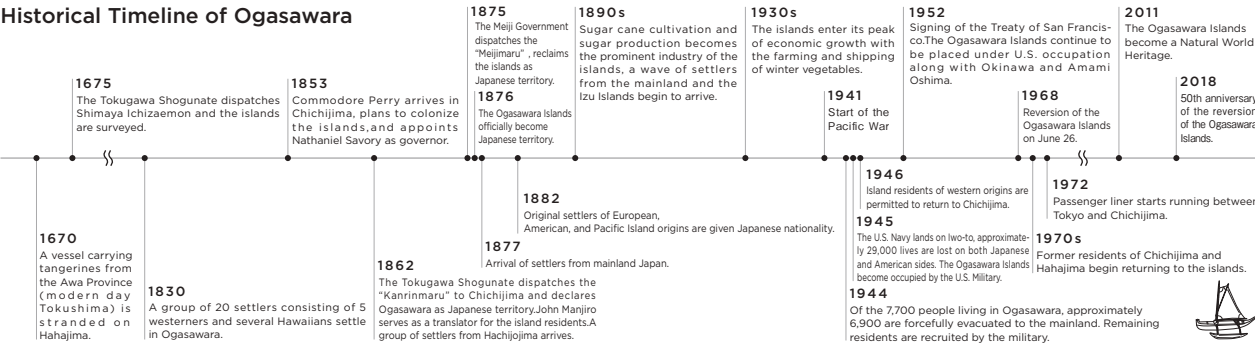 Historical Timeline of Ogasawara
1670
A vessel carrying
tangerines from
the Awa Province
(modern day
Tokushima) is
stranded on
Hahajima.
1675
The Tokugawa Shogunate dispatches
Shimaya Ichizaemon and the islands
are surveyed.
1830
A group of 20 settlers consisting of 5
westerners and several Hawaiians settle
in Ogasawara.
1853
Commodore Perry arrives in
Chichijima, plans to colonize
the islands,and appoints
Nathaniel Savory as governor.
1862
The Tokugawa Shogunate dispatches the
“Kanrinmaru” to Chichijima and declares
Ogasawara as Japanese territory.John Manjiro
serves as a translator for the island residents.A
group of settlers from Hachijojima arrives.
1875
The Meiji Government
dispatches the
“Meijimaru” , reclaims
the islands as
Japanese territory.
1876
The Ogasawara Islands
officially become
Japanese territory.
1877
Arrival of settlers from mainland Japan.
1882
Original settlers of European,
American, and Pacific Island origins are given Japanese nationality.
1890s
Sugar cane cultivation and
sugar production becomes
the prominent industry of the
islands, a wave of settlers
from the mainland and the
Izu Islands begin to arrive.
1930s
The islands enter its peak
of economic growth with
the farming and shipping
of winter vegetables.
1941
Start of the
Pacific War
1944
Of the 7,700 people living in Ogasawara, approximately
6,900 are forcefully evacuated to the mainland. Remaining
residents are recruited by the military.
1945
The U.S. Navy lands on Iwo-to, approximate-
ly 29,000 lives are lost on both Japanese
and American sides. The Ogasawara Islands
become occupied by the U.S. Military.
1946
Island residents of western origins are
permitted to return to Chichijima.
1952
Signing of the Treaty of San Francis-
co.The Ogasawara Islands continue to
be placed under U.S. occupation
along with Okinawa and Amami
Oshima.
1968
Reversion of the
Ogasawara Islands
on June 26.
1970s
Former residents of Chichijima and
Hahajima begin returning to the islands.
1972
Passenger liner starts running between
Tokyo and Chichijima.
2011
The Ogasawara Islands
become a Natural World
Heritage.
2018
50th anniversary
of the reversion
of the Ogasawara
Islands.